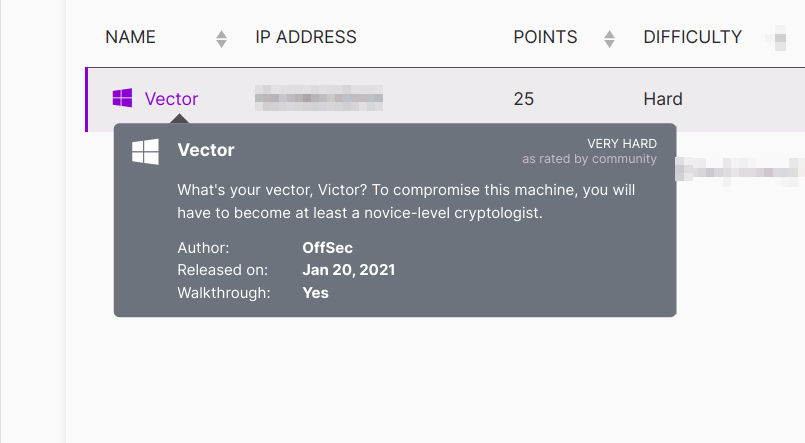 NAME IP ADDRESS POINTS DIFFICULTY
Vector 25 Hard
Vector VERY HARD
as rated by community
What's your vector, Victor? To compromise this machine, you will
have to become at least a novice-level cryptologist.
Author: OffSec
Released on: Jan 20, 2021
Walkthrough: Yes